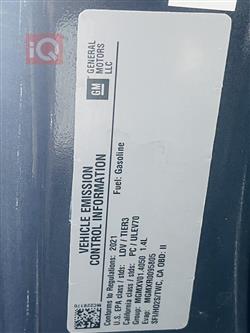 iQ
VEHICLE EMISSION
CONTROL INFORMATION
GM
GENERAL
MOTORS
LLC
Fuel: Gasoline
Conforms to Regulations: 2021
U.S. EPA class / stds: LDV / TIER3
California class / stds: PC / ULEV70
Group: MGMXV01.4050 1.4L
Evap:
SFI/HO2S/TWC, CA OBD: II